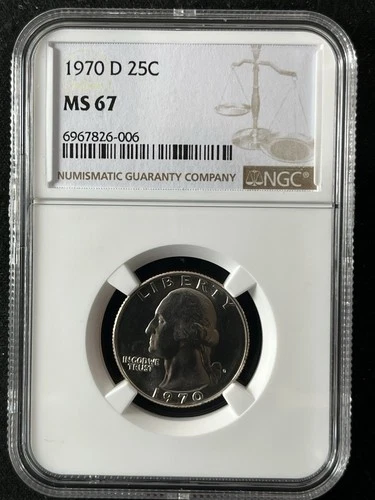 1970 D 25C
MS 67
6967826-006
NUMISMATIC GUARANTY COMPANY
NGC®
LIBERTY
IN GOD WE
TRUST
D
1970